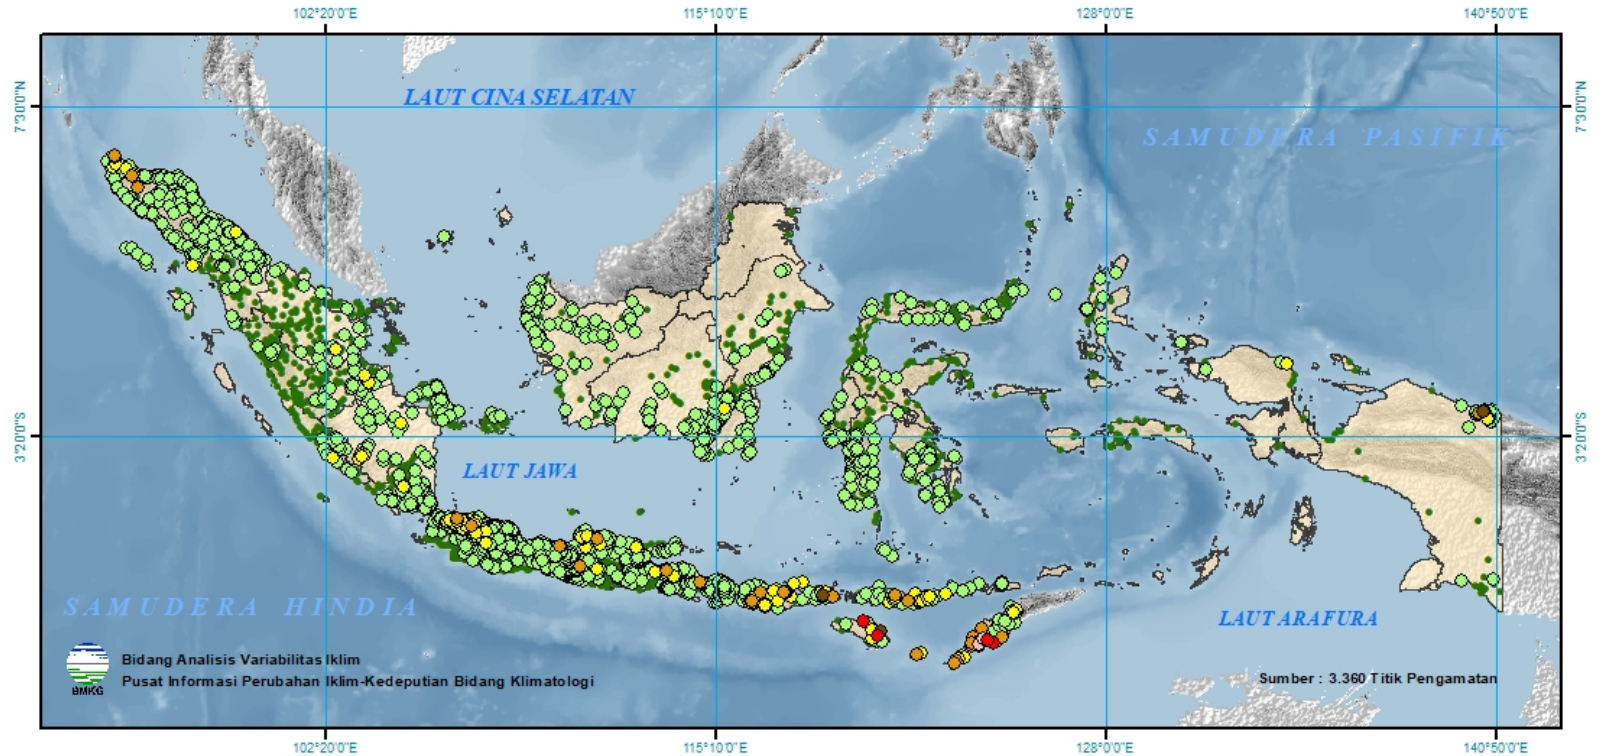 102°20'0"E 115°10'0"E 128°0'0"E 140°50'0"E
7°30'0"N 7°30'0"N
LAUT CINA SELATAN
SAMUDERA PASIFIK
3°20'0"S 3°20'0"S
LAUT JAWA
SAMUDERA HINDIA
LAUT ARAFURA
BMKG
Bidang Analisis Variabilitas Iklim
Pusat Informasi Perubahan Iklim-Kedeputian Bidang Klimatologi
Sumber : 3.360 Titik Pengamatan
102°20'0"E 115°10'0"E 128°0'0"E 140°50'0"E